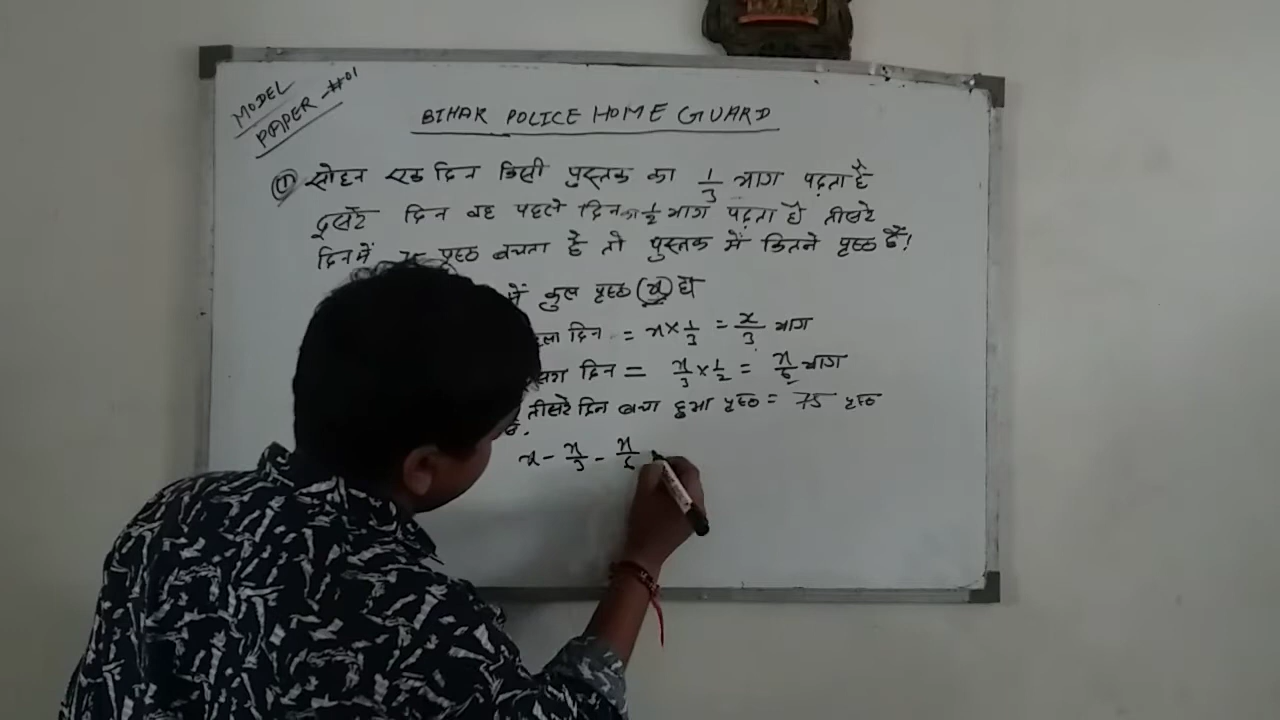 MODEL
PAPER #01
BIHAR POLICE HOME GUARD
(1) सोहन एक दिन किसी पुस्तक का 1/3 भाग पढ़ता है
दूसरे दिन वह पहले दिन का 1/2 भाग पढ़ता है तीसरे
दिन में पृष्ठ बचता है तो पुस्तक में कितने पृष्ठ हैं!
में कुल पृष्ठ (x) है
दिन = x × 1/3 = x/3 भाग
दिन = x/3 × 1/2 = x/6 भाग
तीसरे दिन बचा हुआ पृष्ठ = 75 पृष्ठ
x - x/3 - x/6